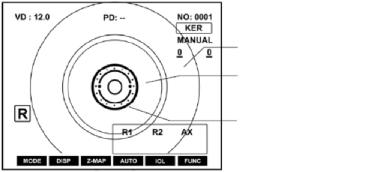 VD : 12.0 PD: -- NO: 0001
KER
MANUAL
0 0
R
R1 R2 AX
MODE DISP Z-MAP AUTO IOL FUNC